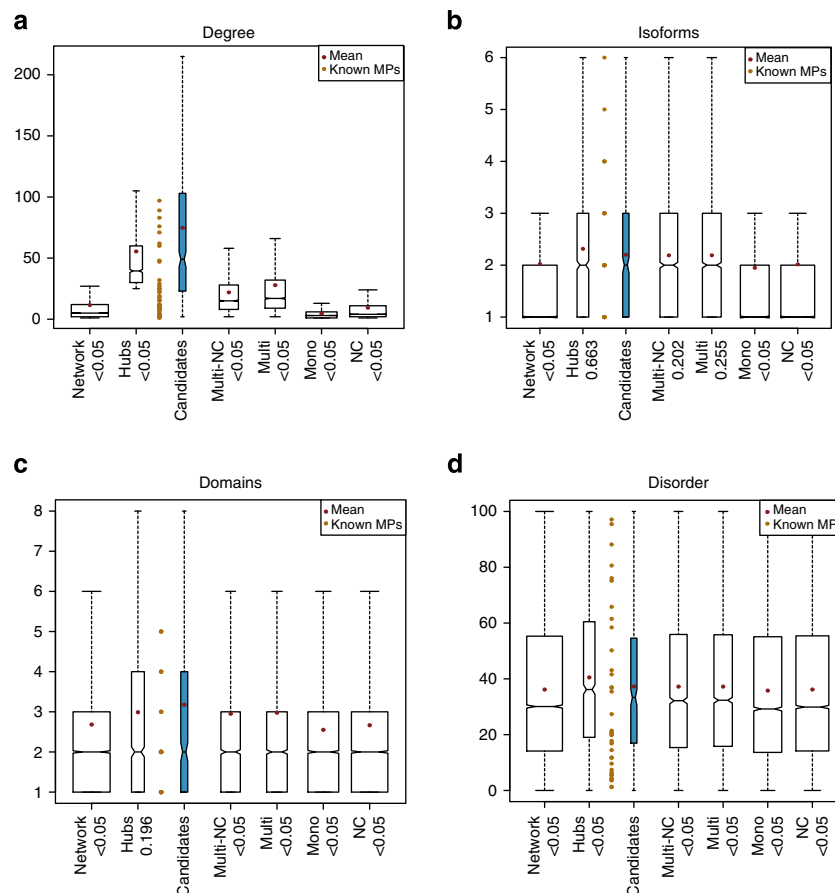 a
Degree
Mean
Known MPs
200
150
100
50
0
Network
<0.05
Hubs
<0.05
Candidates
Multi-NC
<0.05
Multi
<0.05
Mono
<0.05
NC
<0.05
b
Isoforms
Mean
Known MPs
6
5
4
3
2
1
Network
<0.05
Hubs
0.663
Candidates
Multi-NC
0.202
Multi
0.255
Mono
<0.05
NC
<0.05
c
Domains
Mean
Known MPs
8
7
6
5
4
3
2
1
Network
<0.05
Hubs
0.196
Candidates
Multi-NC
<0.05
Multi
<0.05
Mono
<0.05
NC
<0.05
d
Disorder
Mean
Known MPs
100
80
60
40
20
0
Network
<0.05
Hubs
<0.05
Candidates
Multi-NC
<0.05
Multi
<0.05
Mono
<0.05
NC
<0.05